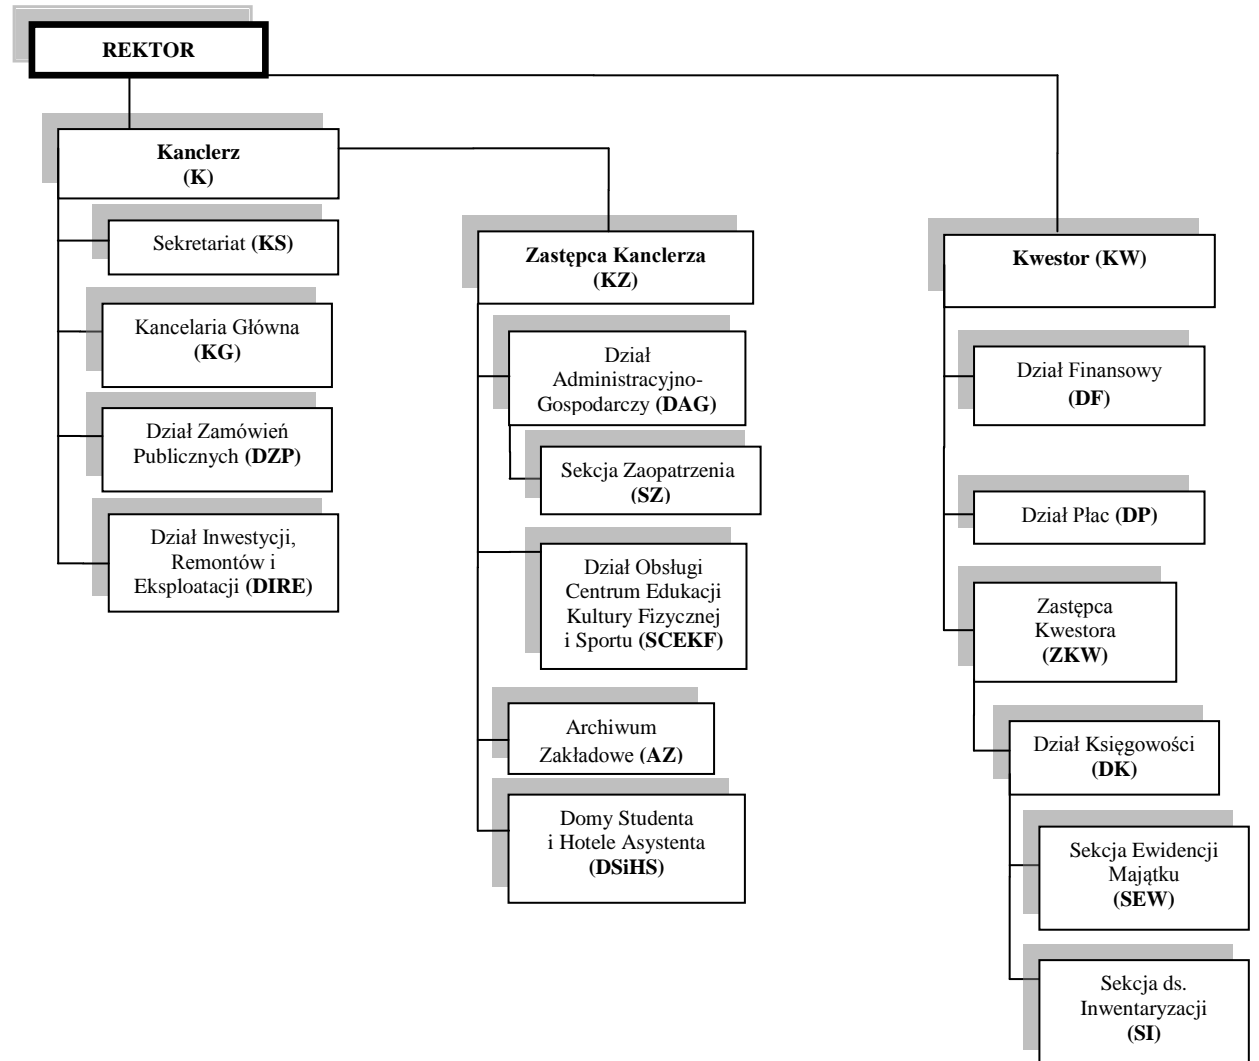 REKTOR
Kanclerz
(K)
Sekretariat (KS)
Kancelaria Główna
(KG)
Dział Zamówień
Publicznych (DZP)
Dział Inwestycji,
Remontów i
Eksploatacji (DIRE)
Zastępca Kanclerza
(KZ)
Dział
Administracyjno-
Gospodarczy (DAG)
Sekcja Zaopatrzenia
(SZ)
Dział Obsługi
Centrum Edukacji
Kultury Fizycznej
i Sportu (SCEKF)
Archiwum
Zakładowe (AZ)
Domy Studenta
i Hotele Asystenta
(DSiHS)
Kwestor (KW)
Dział Finansowy
(DF)
Dział Płac (DP)
Zastępca
Kwestora
(ZKW)
Dział Księgowości
(DK)
Sekcja Ewidencji
Majątku
(SEW)
Sekcja ds.
Inwentaryzacji
(SI)